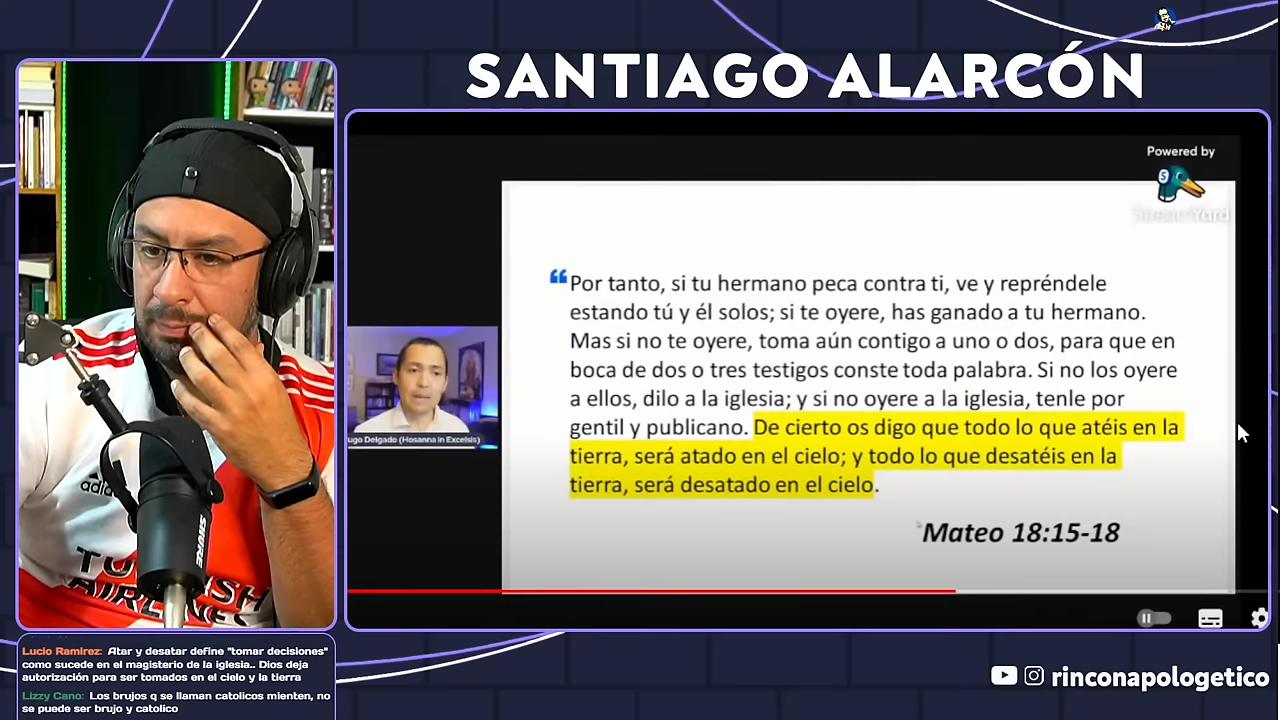 SANTIAGO ALARCÓN
Powered by
StreamYard
“Por tanto, si tu hermano peca contra ti, ve y repréndele
estando tú y él solos; si te oyere, has ganado a tu hermano.
Mas si no te oyere, toma aún contigo a uno o dos, para que en
boca de dos o tres testigos conste toda palabra. Si no los oyere
a ellos, dilo a la iglesia; y si no oyere a la iglesia, tenle por
gentil y publicano. De cierto os digo que todo lo que atéis en la
tierra, será atado en el cielo; y todo lo que desatéis en la
tierra, será desatado en el cielo.
Mateo 18:15-18
ugo Delgado (Hosanna in Excelsis)
adidas
SHURE
TURKISH
AIRLINES
Lucio Ramirez: Atar y desatar define "tomar decisiones"
como sucede en el magisterio de la iglesia.. Dios deja
autorización para ser tomados en el cielo y la tierra
Lizzy Cano: Los brujos q se llaman catolicos mienten, no
se puede ser brujo y catolico
rinconapologetico